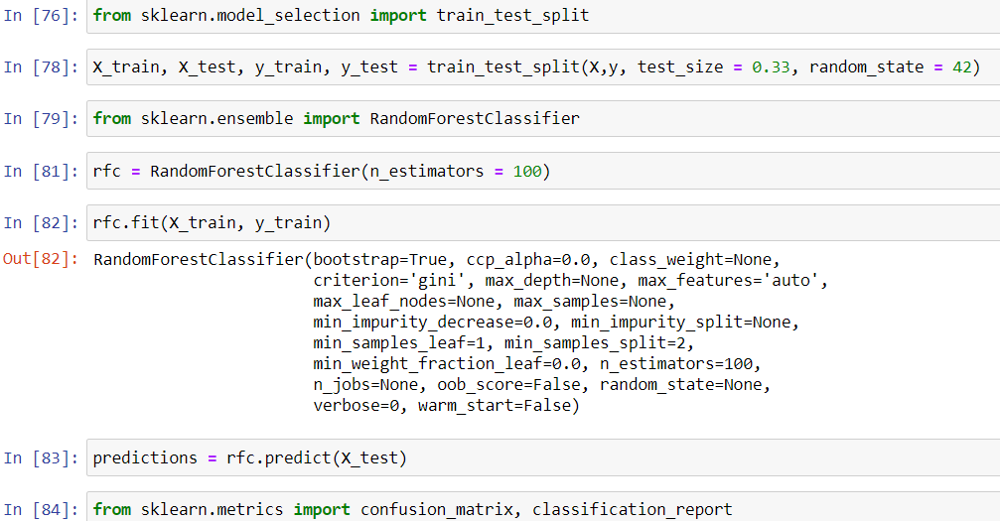 In [76]: from sklearn.model_selection import train_test_split
In [78]: X_train, X_test, y_train, y_test = train_test_split(X,y, test_size = 0.33, random_state = 42)
In [79]: from sklearn.ensemble import RandomForestClassifier
In [81]: rfc = RandomForestClassifier(n_estimators = 100)
In [82]: rfc.fit(X_train, y_train)
Out[82]: RandomForestClassifier(bootstrap=True, ccp_alpha=0.0, class_weight=None,
criterion='gini', max_depth=None, max_features='auto',
max_leaf_nodes=None, max_samples=None,
min_impurity_decrease=0.0, min_impurity_split=None,
min_samples_leaf=1, min_samples_split=2,
min_weight_fraction_leaf=0.0, n_estimators=100,
n_jobs=None, oob_score=False, random_state=None,
verbose=0, warm_start=False)
In [83]: predictions = rfc.predict(X_test)
In [84]: from sklearn.metrics import confusion_matrix, classification_report